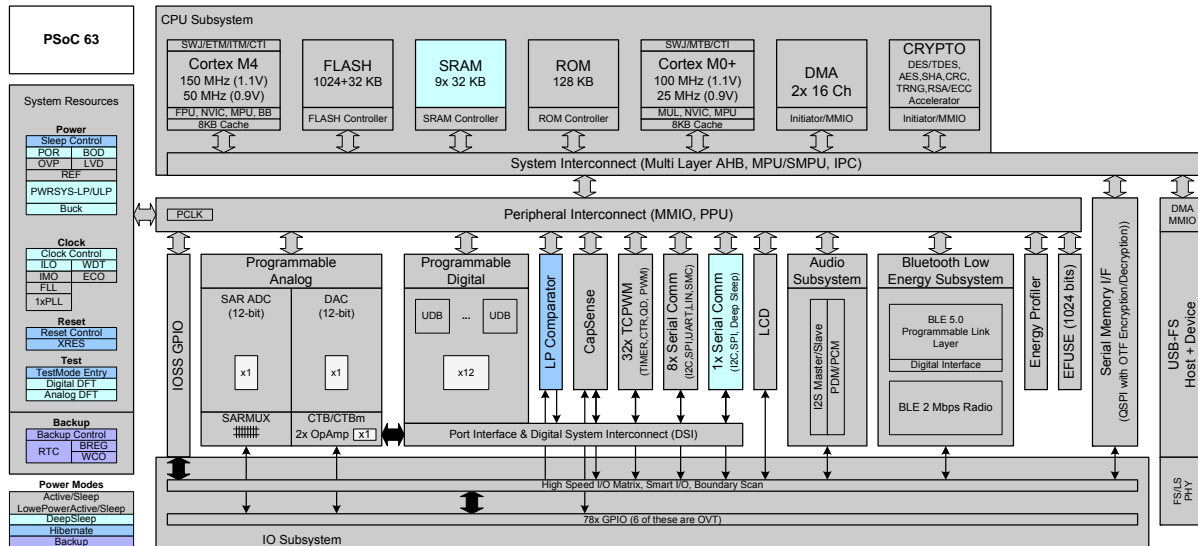 PSoC 63
System Resources
Power
Sleep Control
POR BOD
OVP LVD
REF
PWRSYS-LP/ULP
Buck
Clock
Clock Control
ILO WDT
IMO ECO
FLL
1xPLL
Reset
Reset Control
XRES
Test
TestMode Entry
Digital DFT
Analog DFT
Backup
Backup Control
RTC BREG
WCO
Power Modes
Active/Sleep
LowePowerActive/Sleep
DeepSleep
Hibernate
Backup
CPU Subsystem
SWJ/ETM/ITM/CTI
Cortex M4
150 MHz (1.1V)
50 MHz (0.9V)
FPU, NVIC, MPU, BB
8KB Cache
FLASH
1024+32 KB
FLASH Controller
SRAM
9x 32 KB
SRAM Controller
ROM
128 KB
ROM Controller
SWJ/MTB/CTI
Cortex M0+
100 MHz (1.1V)
25 MHz (0.9V)
MUL, NVIC, MPU
8KB Cache
DMA
2x 16 Ch
Initiator/MMIO
CRYPTO
DES/TDES,
AES,SHA,CRC,
TRNG,RSA/ECC
Accelerator
Initiator/MMIO
System Interconnect (Multi Layer AHB, MPU/SMPU, IPC)
PCLK
Peripheral Interconnect (MMIO, PPU)
IOSS GPIO
Programmable
Analog
SAR ADC
(12-bit)
x1
SARMUX
DAC
(12-bit)
x1
CTB/CTBm
2x OpAmp x1
Programmable
Digital
UDB ... UDB
x12
LP Comparator
CapSense
32x TCPWM
(TIMER,CTR,QD, PWM)
8x Serial Comm
(I2C,SPI,UART,LIN,SMC)
1x Serial Comm
(I2C,SPI, Deep Sleep)
LCD
Port Interface & Digital System Interconnect (DSI)
Audio
Subsystem
I2S Master/Slave
PDM/PCM
Bluetooth Low
Energy Subsystem
BLE 5.0
Programmable Link
Layer
Digital Interface
BLE 2 Mbps Radio
Energy Profiler
EFUSE (1024 bits)
Serial Memory I/F
(QSPI with OTF Encryption/Decryption))
DMA
MMIO
USB-FS
Host + Device
FS/LS
PHY
High Speed I/O Matrix, Smart I/O, Boundary Scan
78x GPIO (6 of these are OVT)
IO Subsystem